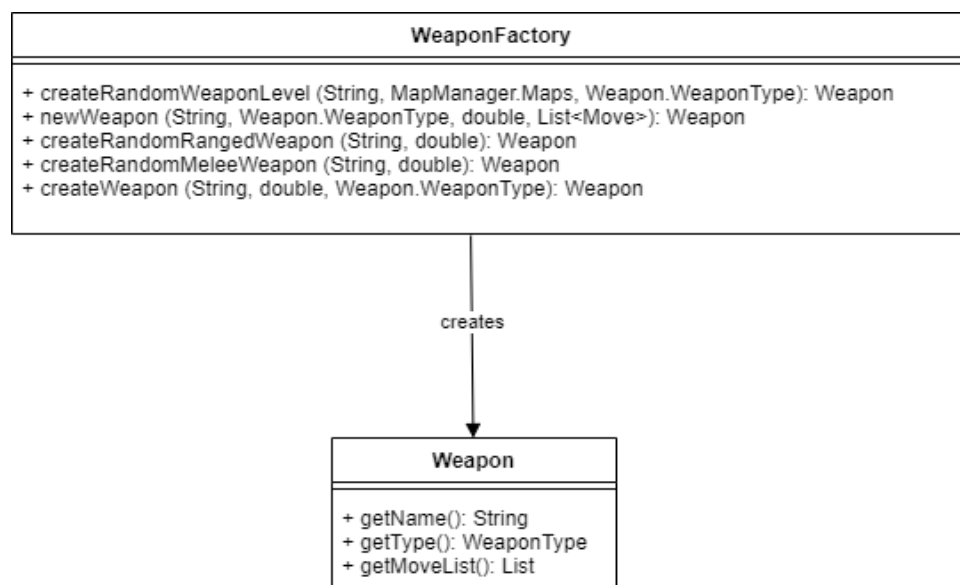 WeaponFactory
+ createRandomWeaponLevel (String, MapManager.Maps, Weapon.WeaponType): Weapon
+ newWeapon (String, Weapon.WeaponType, double, List<Move>): Weapon
+ createRandomRangedWeapon (String, double): Weapon
+ createRandomMeleeWeapon (String, double): Weapon
+ createWeapon (String, double, Weapon.WeaponType): Weapon
creates
Weapon
+ getName(): String
+ getType(): WeaponType
+ getMoveList(): List